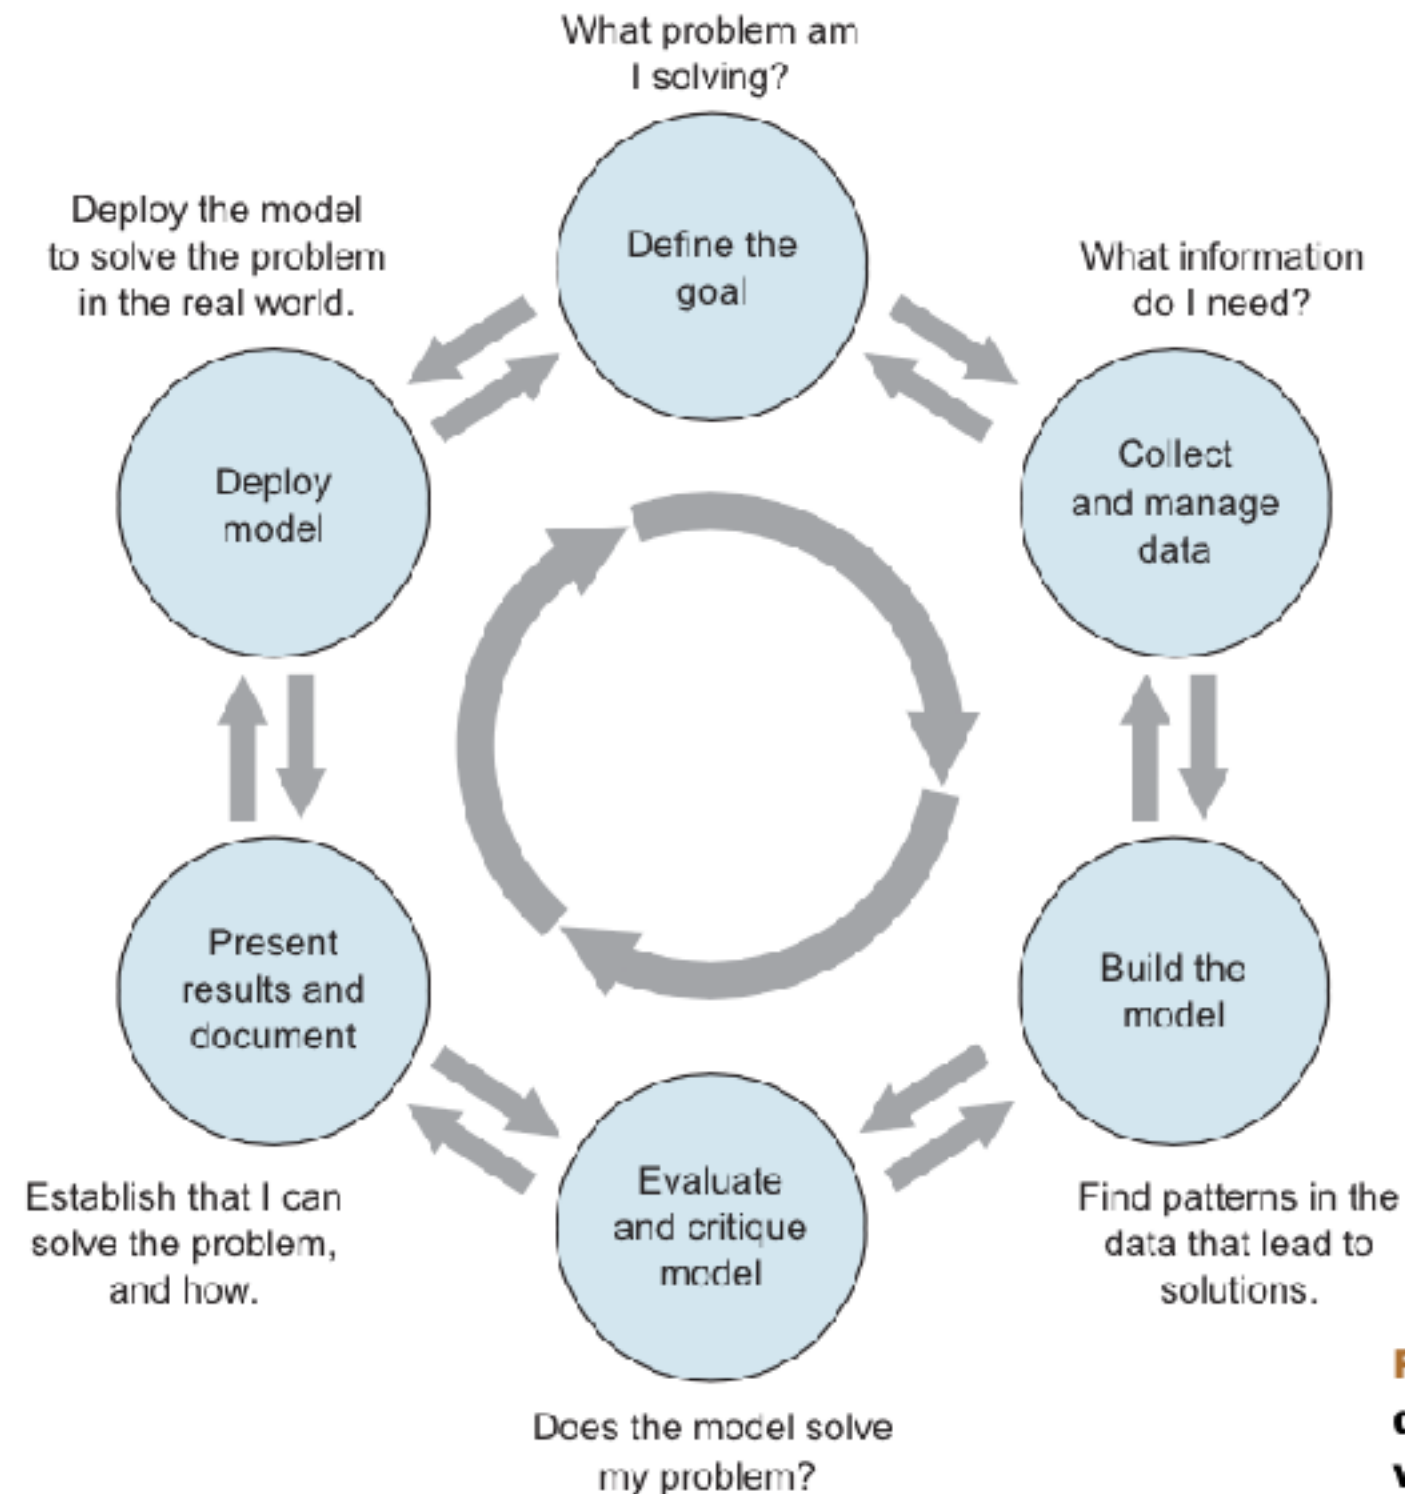 What problem am
I solving?
Define the
goal
What information
do I need?
Collect
and manage
data
Build the
model
Find patterns in the
data that lead to
solutions.
Evaluate
and critique
model
Does the model solve
my problem?
Present
results and
document
Establish that I can
solve the problem,
and how.
Deploy the model
to solve the problem
in the real world.
Deploy
model